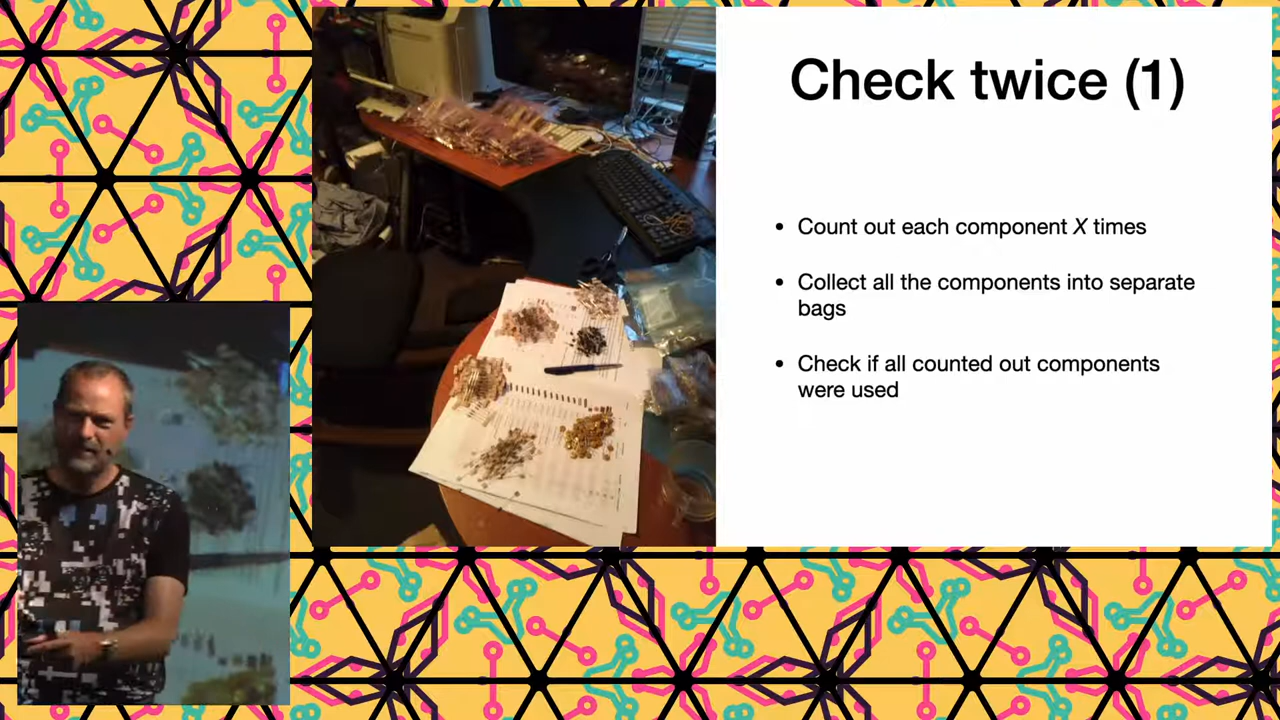 Check twice (1)
• Count out each component X times
• Collect all the components into separate
bags
• Check if all counted out components
were used